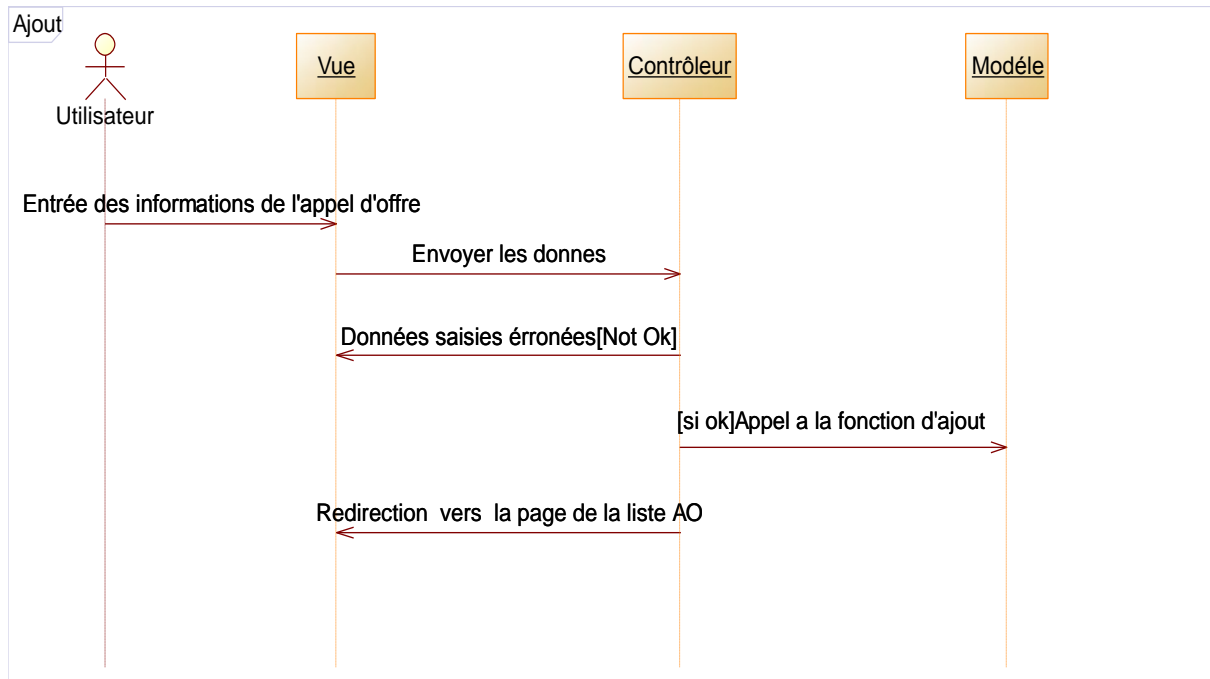 Ajout
Utilisateur
Vue
Contrôleur
Modéle
Entrée des informations de l'appel d'offre
Envoyer les donnes
Données saisies érronées[Not Ok]
[si ok]Appel a la fonction d'ajout
Redirection vers la page de la liste AO